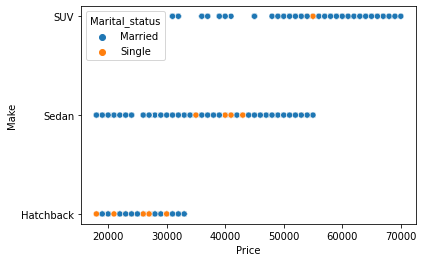 Marital_status
Married
Single
SUV
Sedan
Hatchback
Make
20000 30000 40000 50000 60000 70000
Price